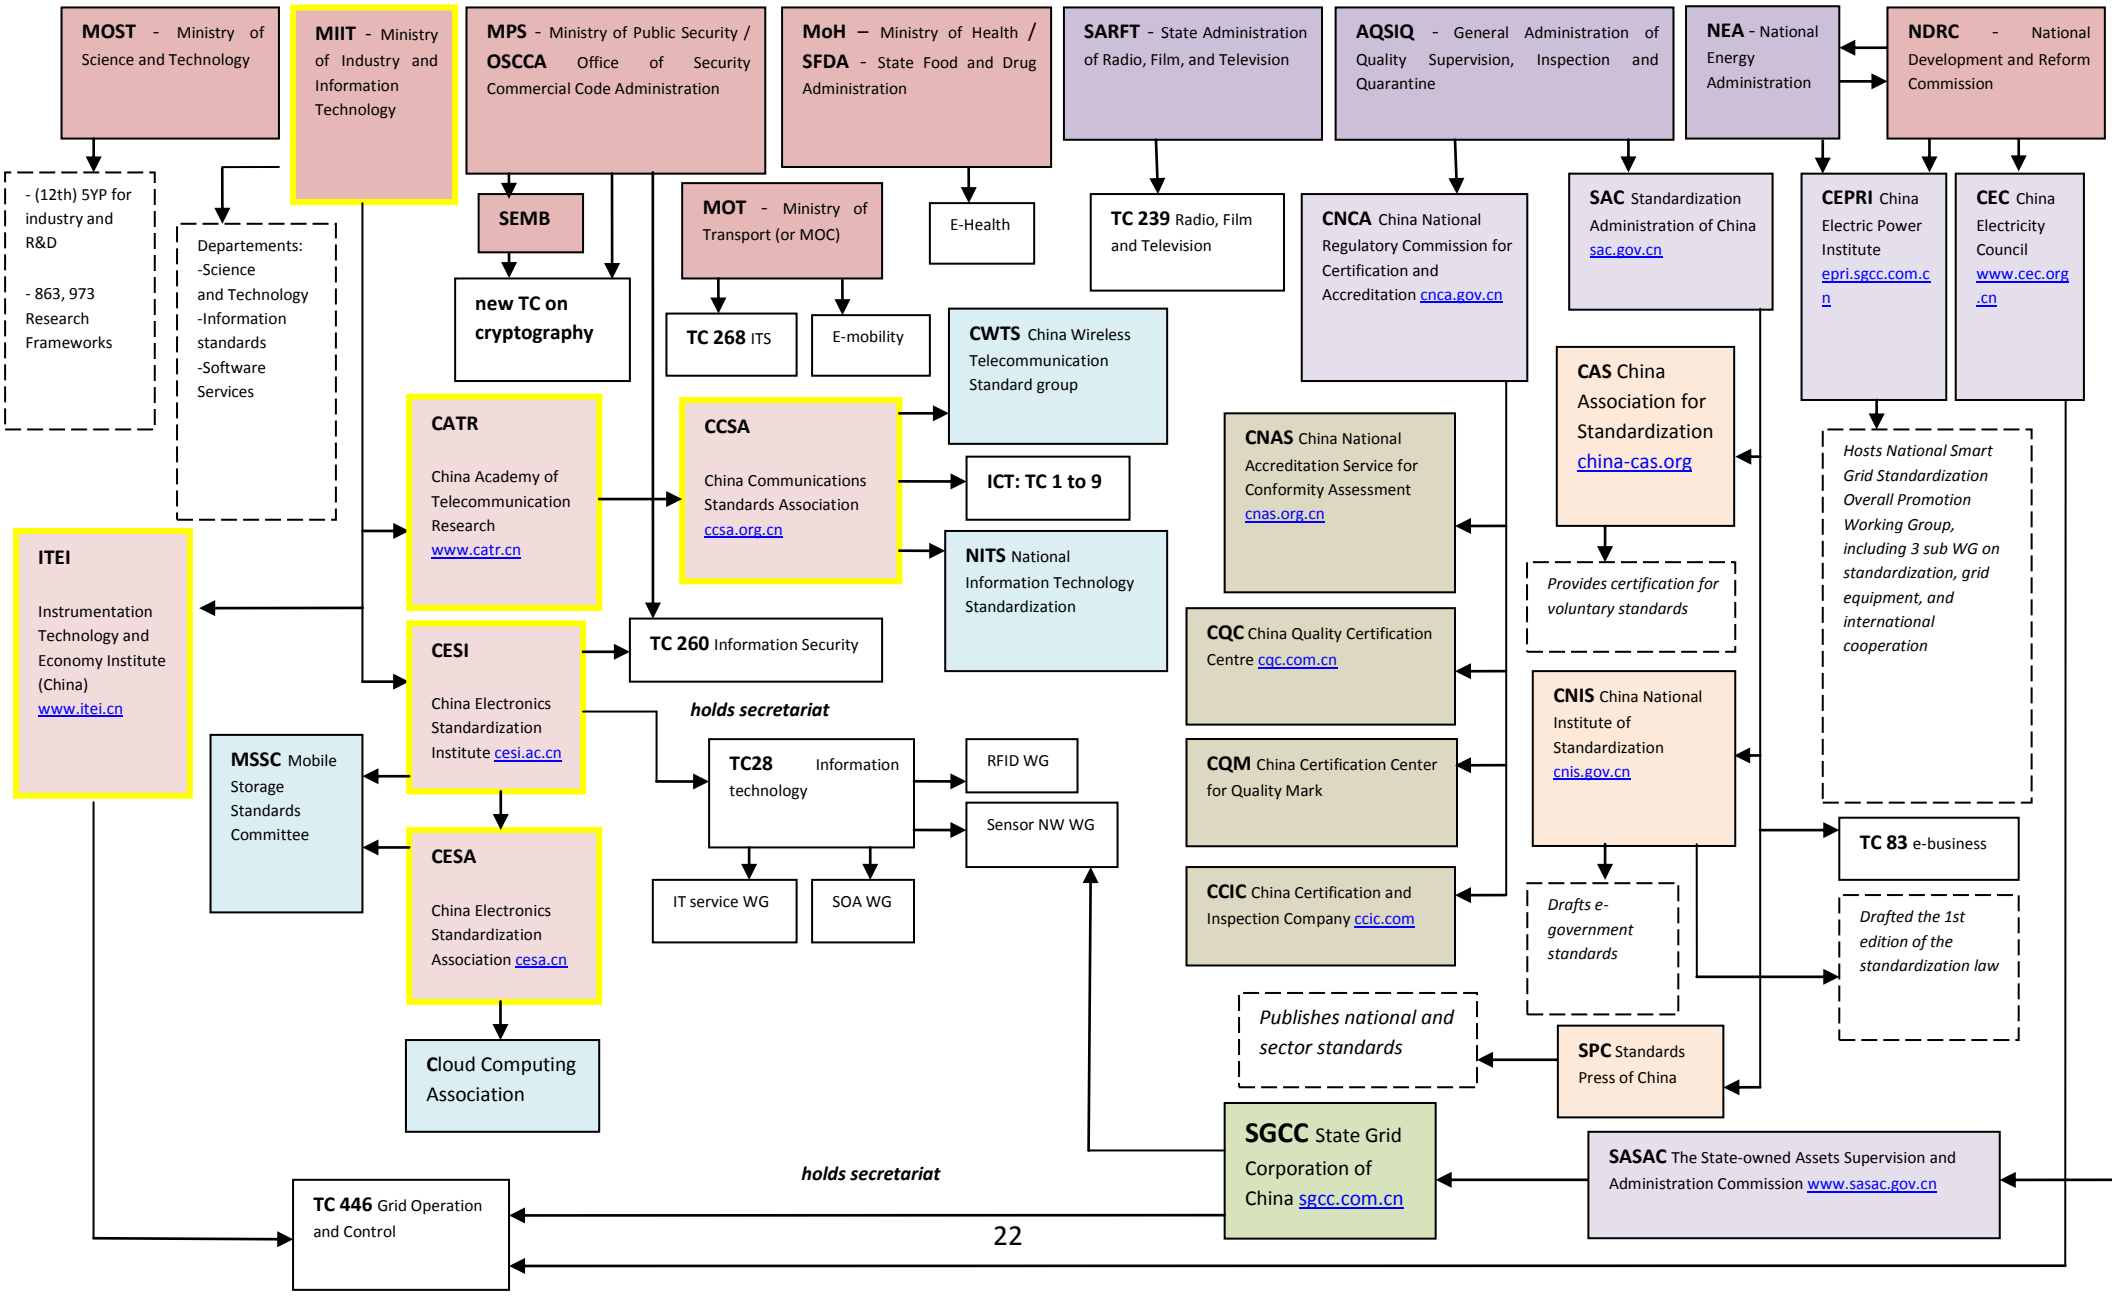 MOST - Ministry of
Science and Technology
MIIT - Ministry
of Industry and
Information
Technology
MPS - Ministry of Public Security /
OSCCA Office of Security
Commercial Code Administration
MoH – Ministry of Health /
SFDA - State Food and Drug
Administration
SARFT - State Administration
of Radio, Film, and Television
AQSIQ - General Administration of
Quality Supervision, Inspection and
Quarantine
NEA - National
Energy
Administration
NDRC - National
Development and Reform
Commission
- (12th) 5YP for
industry and
R&D
- 863, 973
Research
Frameworks
Departements:
-Science
and Technology
-Information
standards
-Software
Services
SEMB
new TC on
cryptography
MOT - Ministry of
Transport (or MOC)
TC 268 ITS
E-mobility
E-Health
TC 239 Radio, Film
and Television
CNCA China National
Regulatory Commission for
Certification and
Accreditation cnca.gov.cn
SAC Standardization
Administration of China
sac.gov.cn
CEPRI China
Electric Power
Institute
epri.sgcc.com.c
n
CEC China
Electricity
Council
www.cec.org
.cn
CWTS China Wireless
Telecommunication
Standard group
CATR
China Academy of
Telecommunication
Research
www.catr.cn
CCSA
China Communications
Standards Association
ccsa.org.cn
ICT: TC 1 to 9
NITS National
Information Technology
Standardization
CNAS China National
Accreditation Service for
Conformity Assessment
cnas.org.cn
CAS China
Association for
Standardization
china-cas.org
Provides certification for
voluntary standards
Hosts National Smart
Grid Standardization
Overall Promotion
Working Group,
including 3 sub WG on
standardization, grid
equipment, and
international
cooperation
ITEI
Instrumentation
Technology and
Economy Institute
(China)
www.itei.cn
CESI
China Electronics
Standardization
Institute cesi.ac.cn
TC 260 Information Security
holds secretariat
CQC China Quality Certification
Centre cqc.com.cn
CNIS China National
Institute of
Standardization
cnis.gov.cn
MSSC Mobile
Storage
Standards
Committee
TC28 Information
technology
RFID WG
Sensor NW WG
IT service WG
SOA WG
CQM China Certification Center
for Quality Mark
TC 83 e-business
CESA
China Electronics
Standardization
Association cesa.cn
CCIC China Certification and
Inspection Company ccic.com
Drafts e-
government
standards
Drafted the 1st
edition of the
standardization law
Publishes national and
sector standards
SPC Standards
Press of China
Cloud Computing
Association
SGCC State Grid
Corporation of
China sgcc.com.cn
SASAC The State-owned Assets Supervision and
Administration Commission www.sasac.gov.cn
holds secretariat
TC 446 Grid Operation
and Control
22